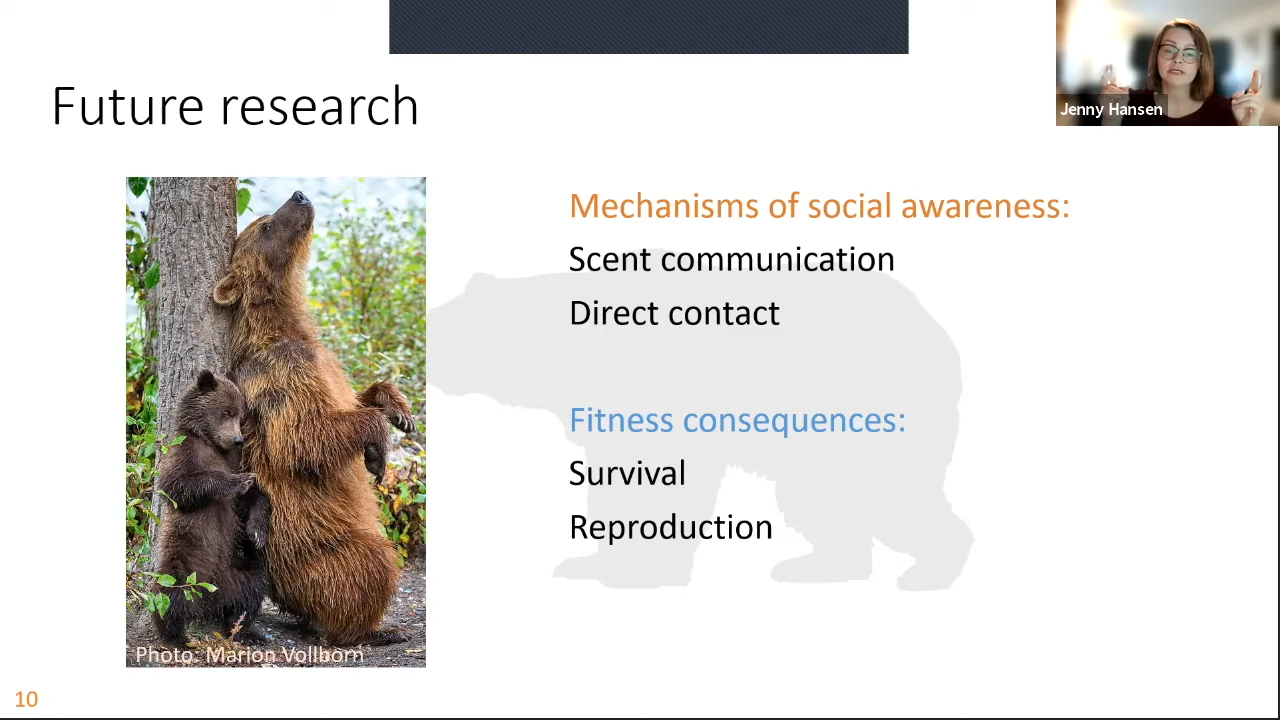 Jenny Hansen
Future research
Mechanisms of social awareness:
Scent communication
Direct contact
Fitness consequences:
Survival
Reproduction
Photo: Marion Vollborn
10